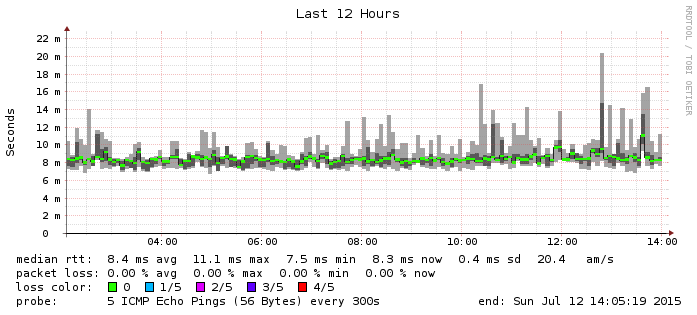 Last 12 Hours
RRDTOOL / TOBI OETIKER
Seconds
22 m
20 m
18 m
16 m
14 m
12 m
10 m
8 m
6 m
4 m
2 m
0
04:00 06:00 08:00 10:00 12:00 14:00
median rtt: 8.4 ms avg 11.1 ms max 7.5 ms min 8.3 ms now 0.4 ms sd 20.4 am/s
packet loss: 0.00 % avg 0.00 % max 0.00 % min 0.00 % now
loss color: 0 1/5 2/5 3/5 4/5
probe: 5 ICMP Echo Pings (56 Bytes) every 300s end: Sun Jul 12 14:05:19 2015